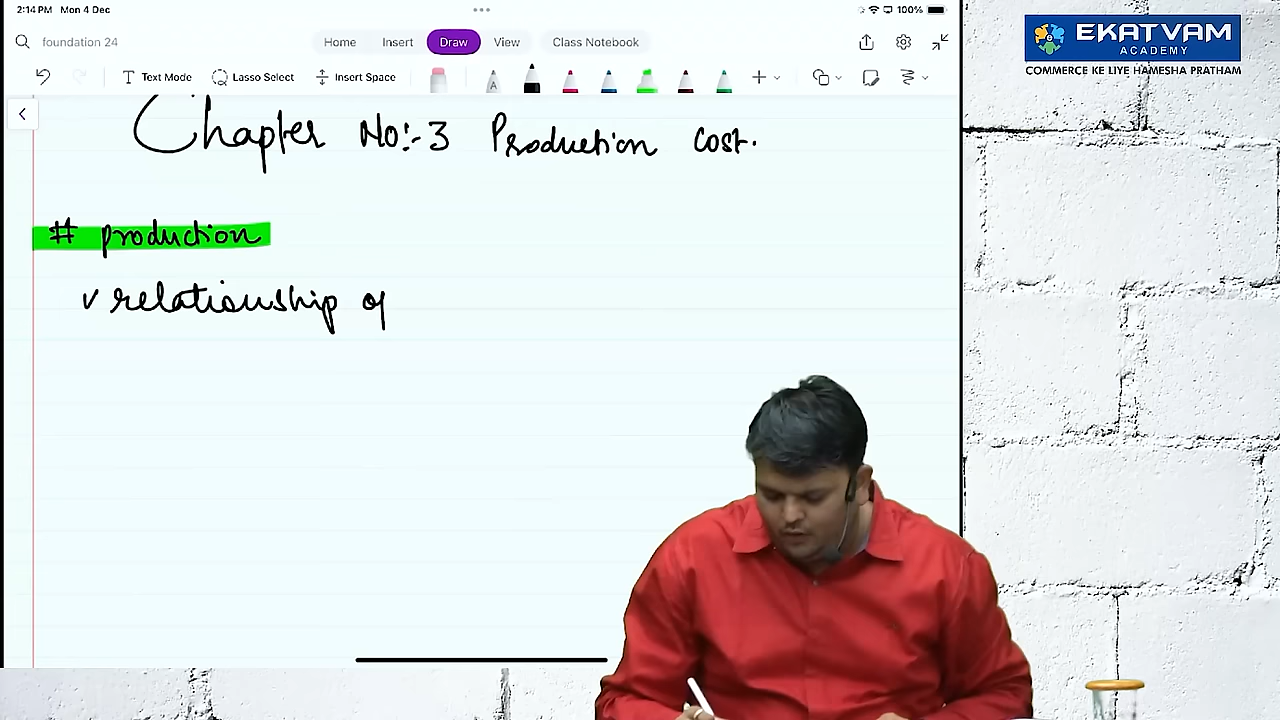 2:14 PM Mon 4 Dec
100%
foundation 24
Home Insert Draw View Class Notebook
Text Mode Lasso Select Insert Space
A
EKATVAM
ACADEMY
COMMERCE KE LIYE HAMESHA PRATHAM
Chapter No:- 3 Production Cost.
# production
✓ relationship of